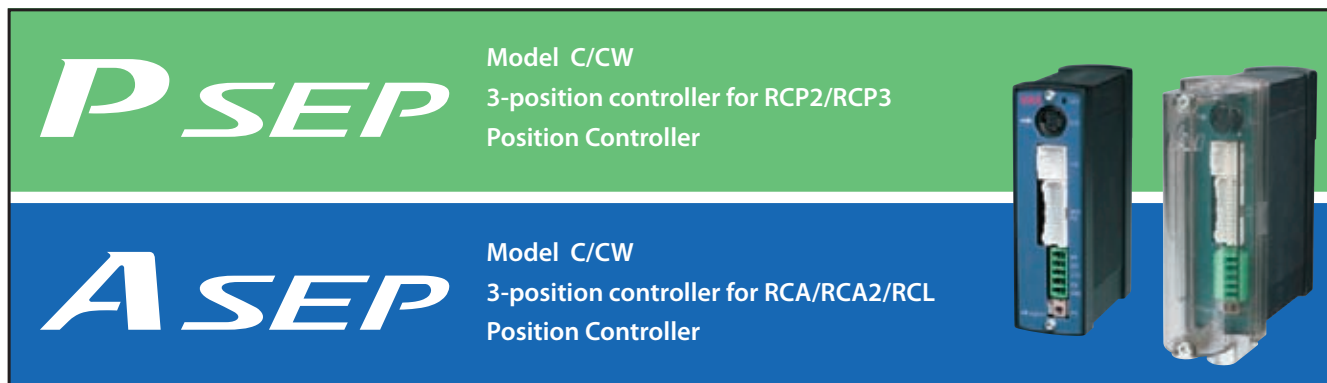 PSEP
Model C/CW
3-position controller for RCP2/RCP3
Position Controller
ASEP
Model C/CW
3-position controller for RCA/RCA2/RCL
Position Controller